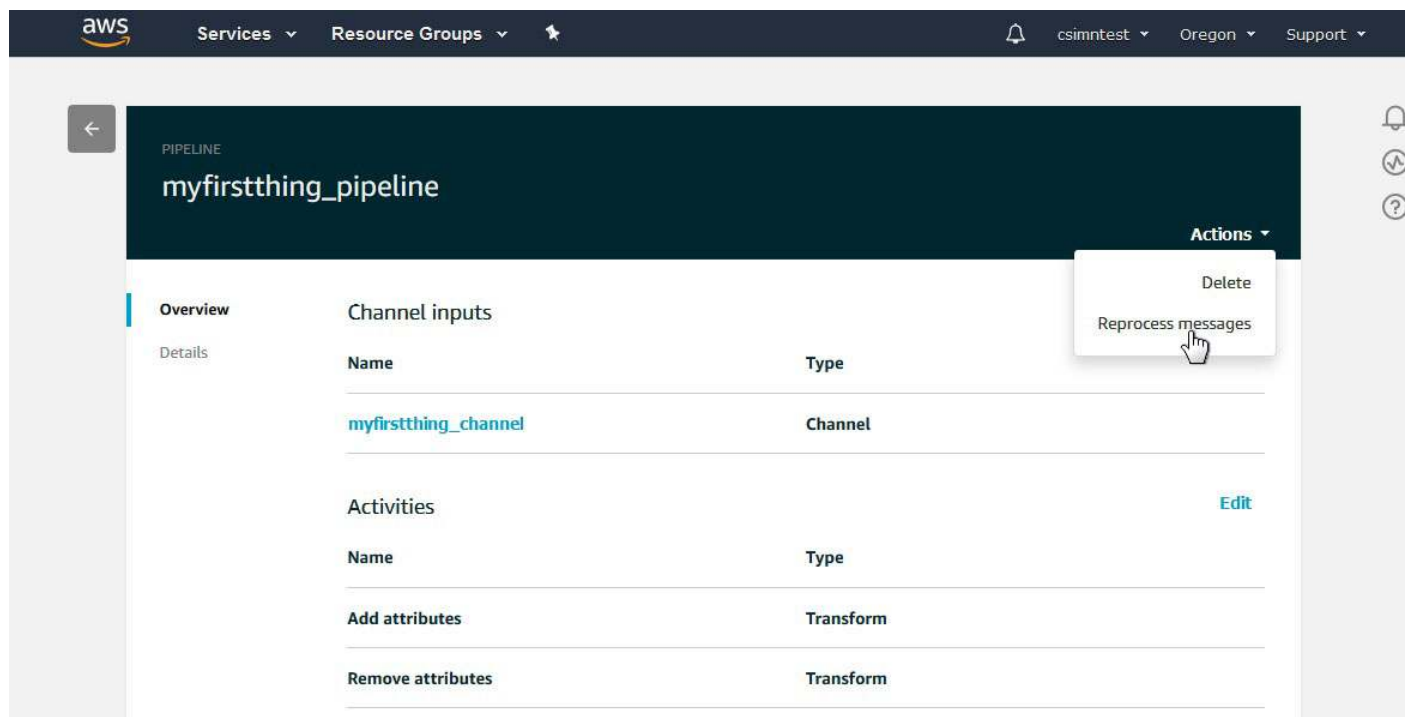 aws Services Resource Groups csimntest Oregon Support
PIPELINE
myfirstthing_pipeline
Actions
Delete
Reprocess messages
Overview
Details
Channel inputs
Name Type
myfirstthing_channel Channel
Activities Edit
Name Type
Add attributes Transform
Remove attributes Transform